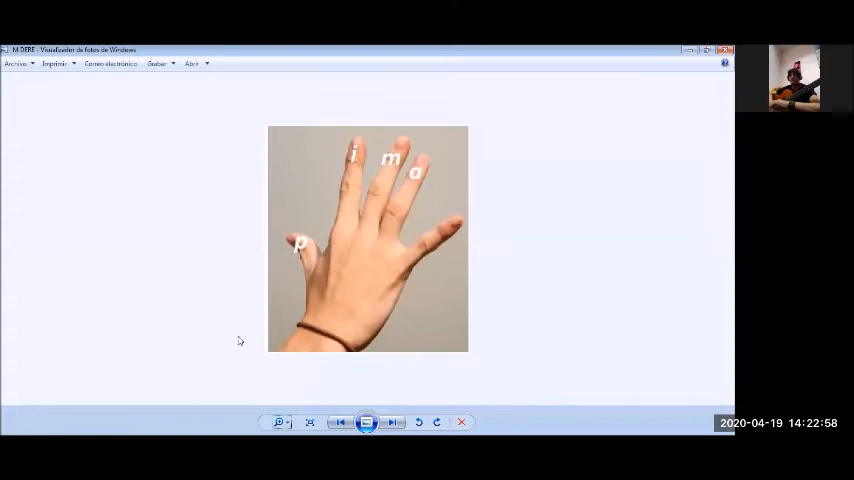 M DERE - Visualizador de fotos de Windows
Archivo Imprimir Correo electrónico Grabar Abrir
i m a
p
2020-04-19 14:22:58